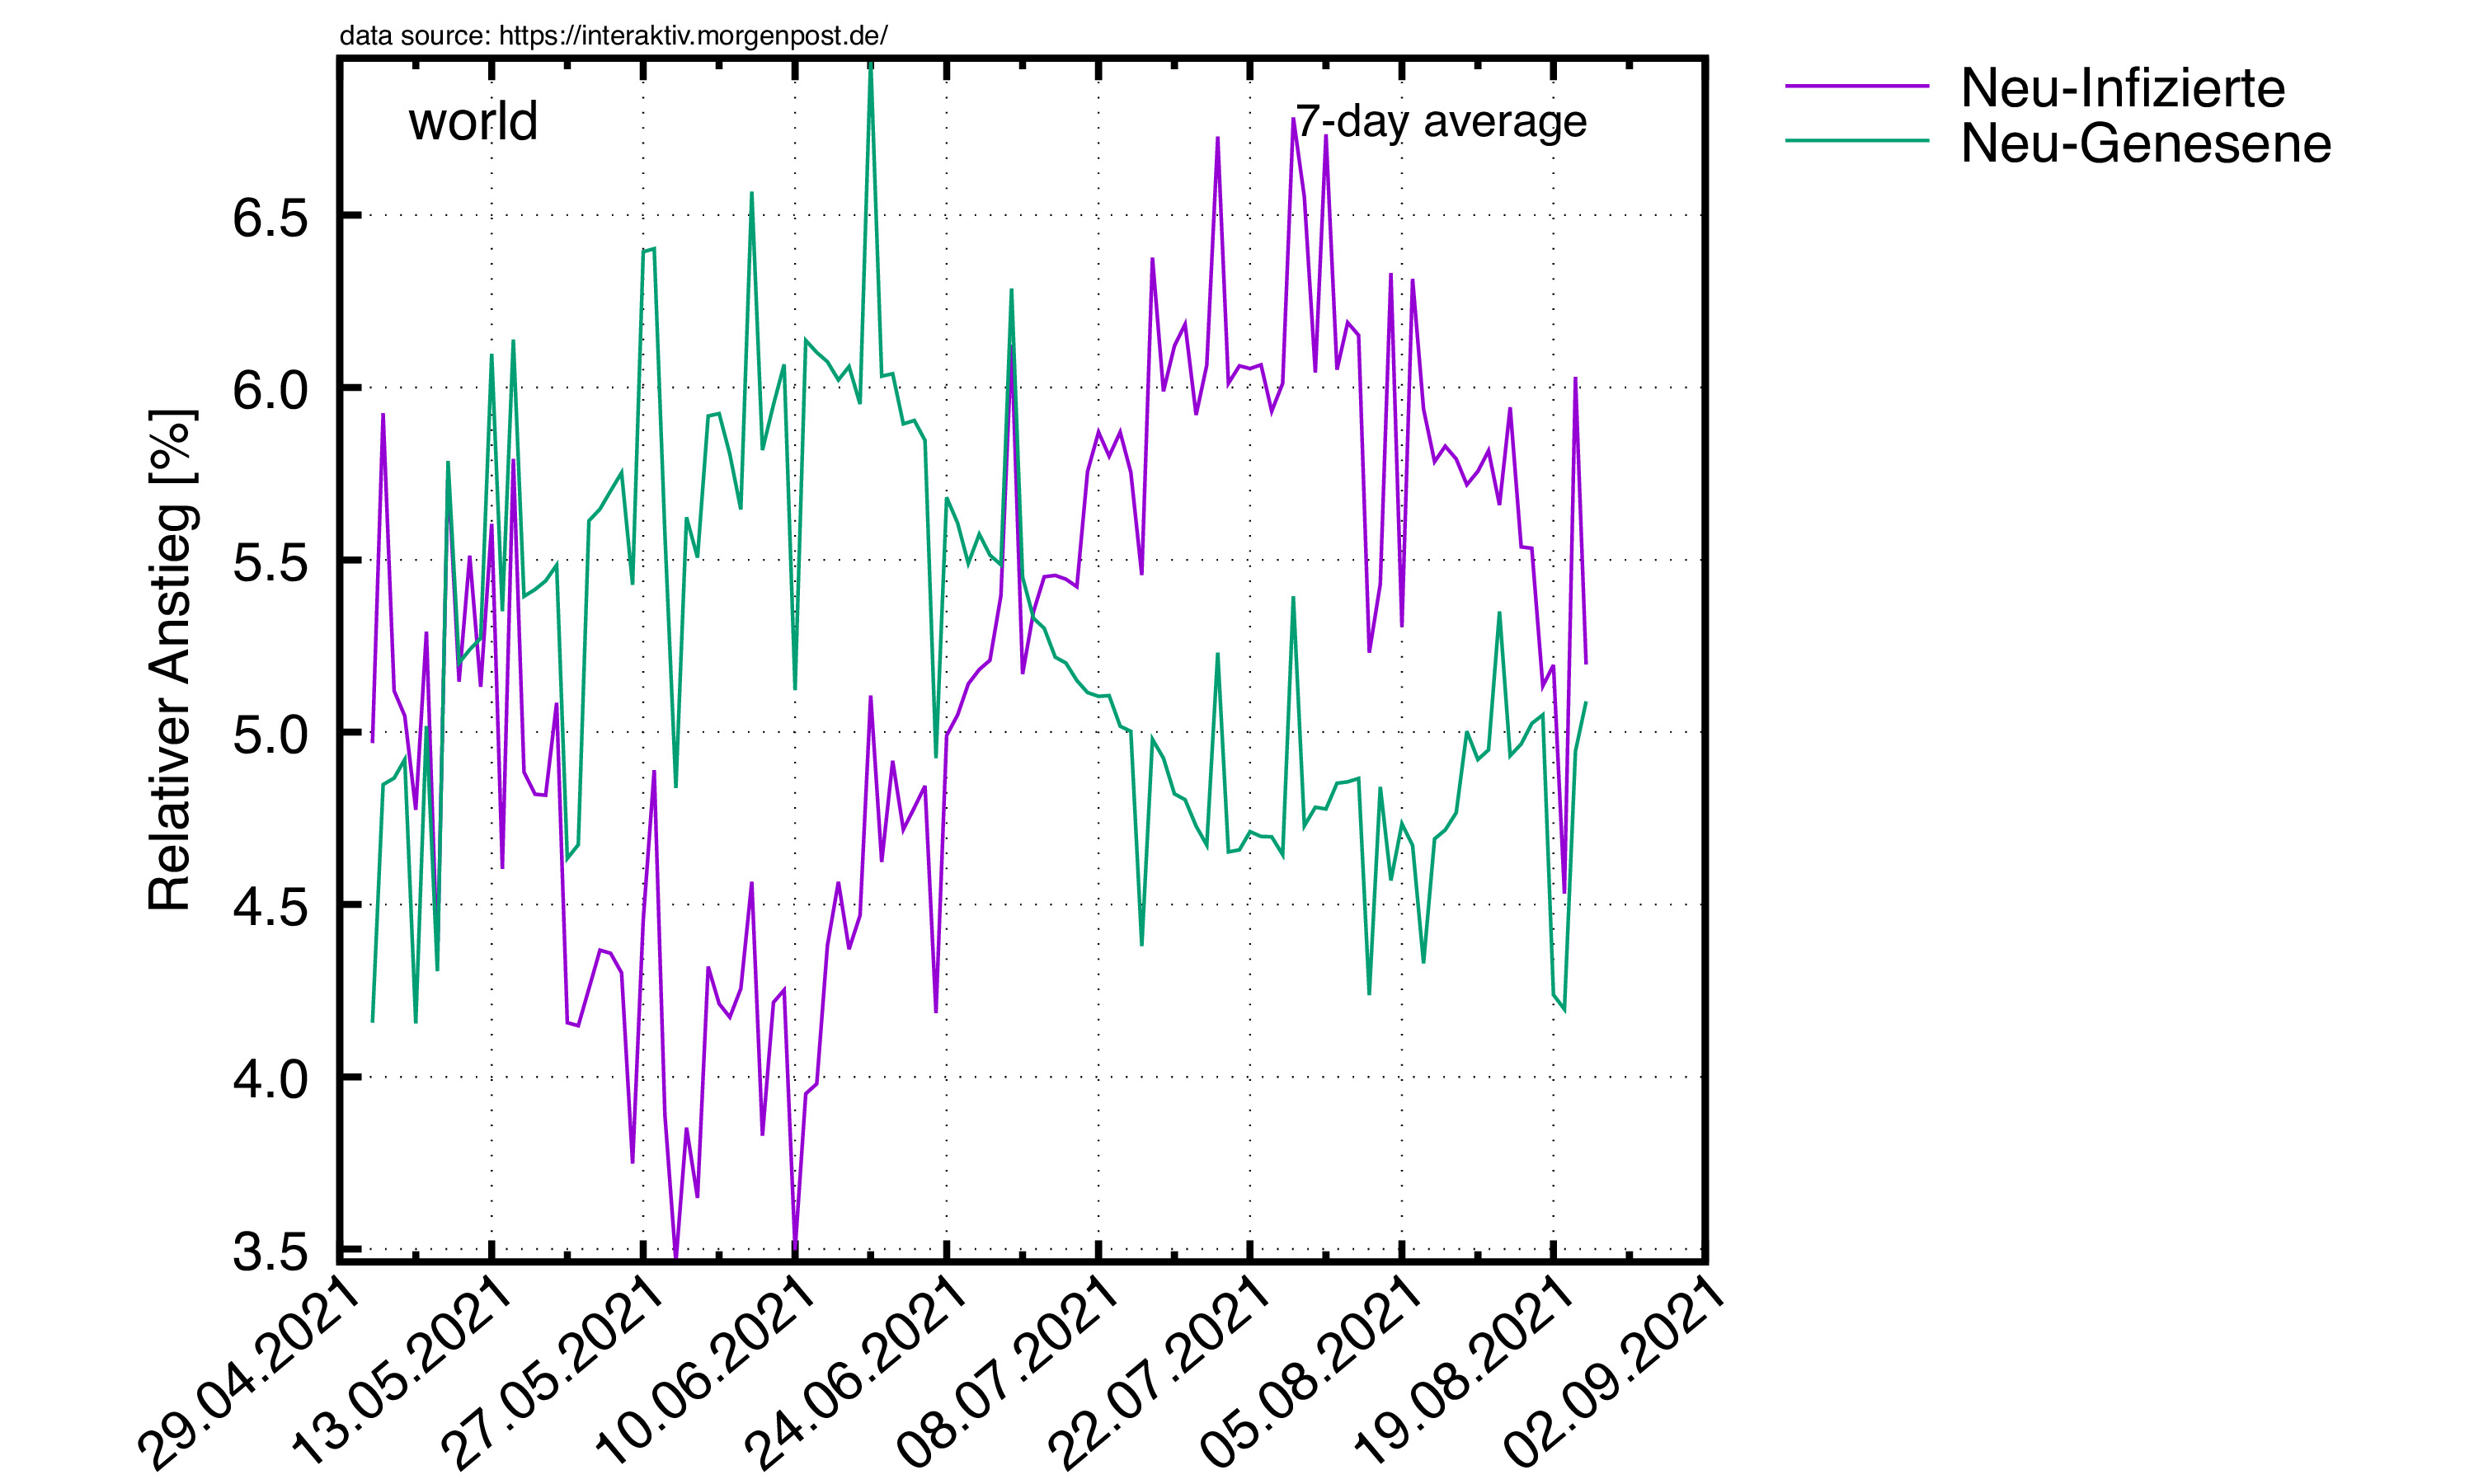 data source: https://interaktiv.morgenpost.de/
world
7-day average
Neu-Infizierte
Neu-Genesene
Relativer Anstieg [%]
6.5
6.0
5.5
5.0
4.5
4.0
3.5
29.04.2021
13.05.2021
27.05.2021
10.06.2021
24.06.2021
08.07.2021
22.07.2021
05.08.2021
19.08.2021
02.09.2021